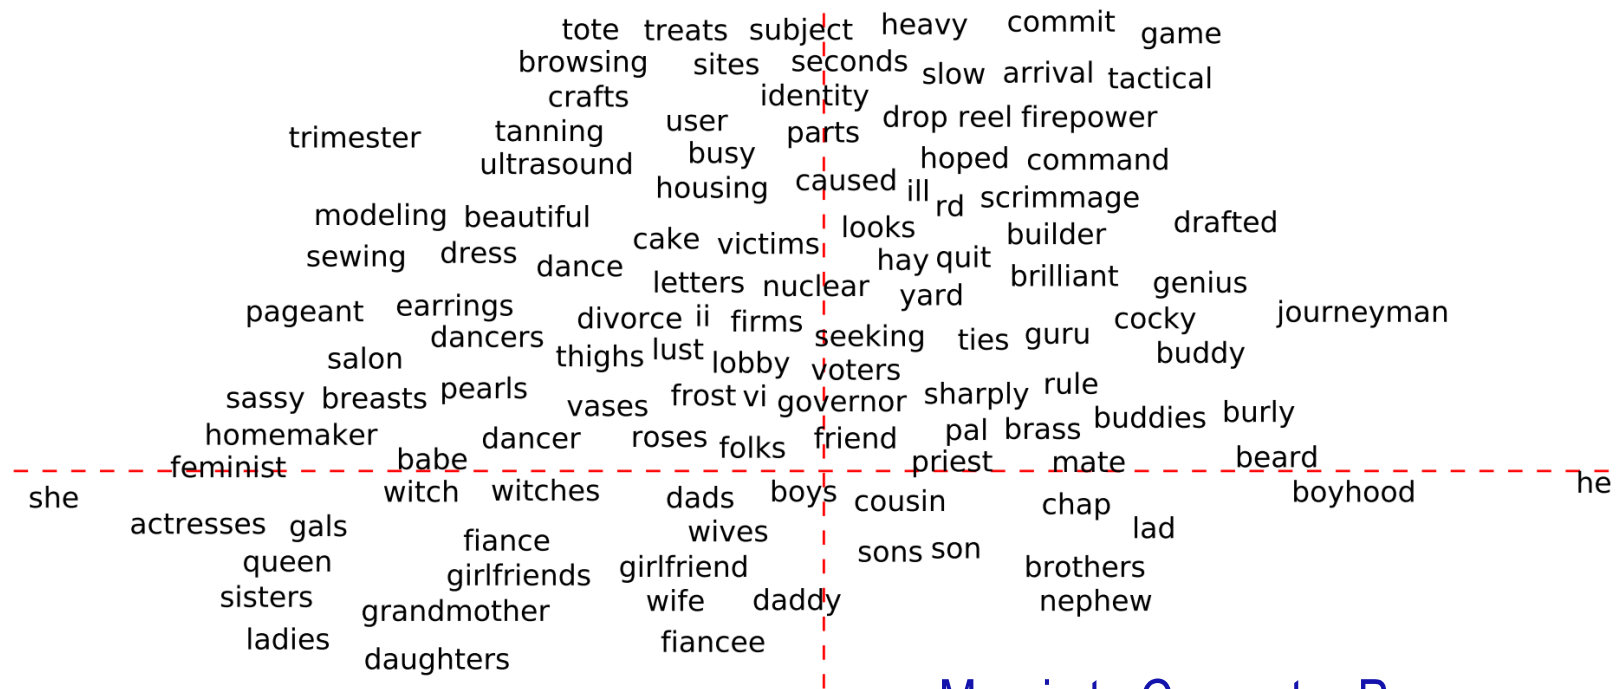 tote treats subject heavy commit game
browsing sites seconds slow arrival tactical
crafts identity
trimester tanning user parts drop reel firepower
ultrasound busy hoped command
housing caused ill rd scrimmage
modeling beautiful looks builder drafted
sewing dress dance cake victims hay quit
letters nuclear yard brilliant genius
pageant earrings divorce ii firms cocky journeyman
dancers seeking ties guru
salon thighs lust lobby voters buddy
sassy breasts pearls vases frost vi governor sharply rule
homemaker dancer roses folks friend pal brass buddies burly
feminist babe priest mate beard
she witch witches dads boys cousin chap boyhood he
actresses gals fiance wives lad
queen girlfriends girlfriend sons son brothers
sisters grandmother wife daddy nephew
ladies daughters fiancee